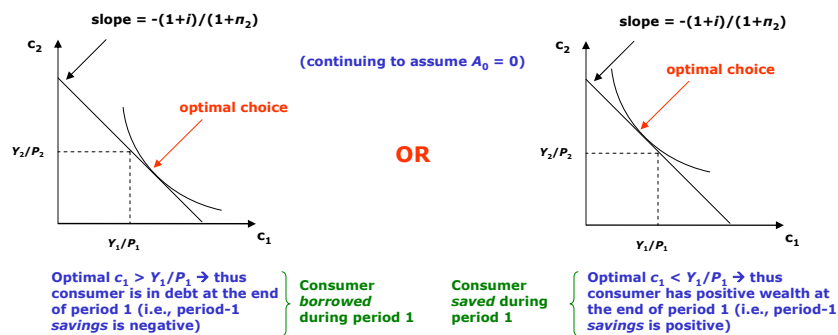 slope = -(1+i)/(1+π₂)
c₂
optimal choice
Y₂/P₂
Y₁/P₁
c₁
Optimal c₁ > Y₁/P₁ → thus
consumer is in debt at the end
of period 1 (i.e., period-1
savings is negative)
Consumer
borrowed
during period 1
(continuing to assume A₀ = 0)
OR
slope = -(1+i)/(1+π₂)
c₂
optimal choice
Y₂/P₂
Y₁/P₁
c₁
Consumer
saved during
period 1
Optimal c₁ < Y₁/P₁ → thus
consumer has positive wealth at
the end of period 1 (i.e., period-1
savings is positive)